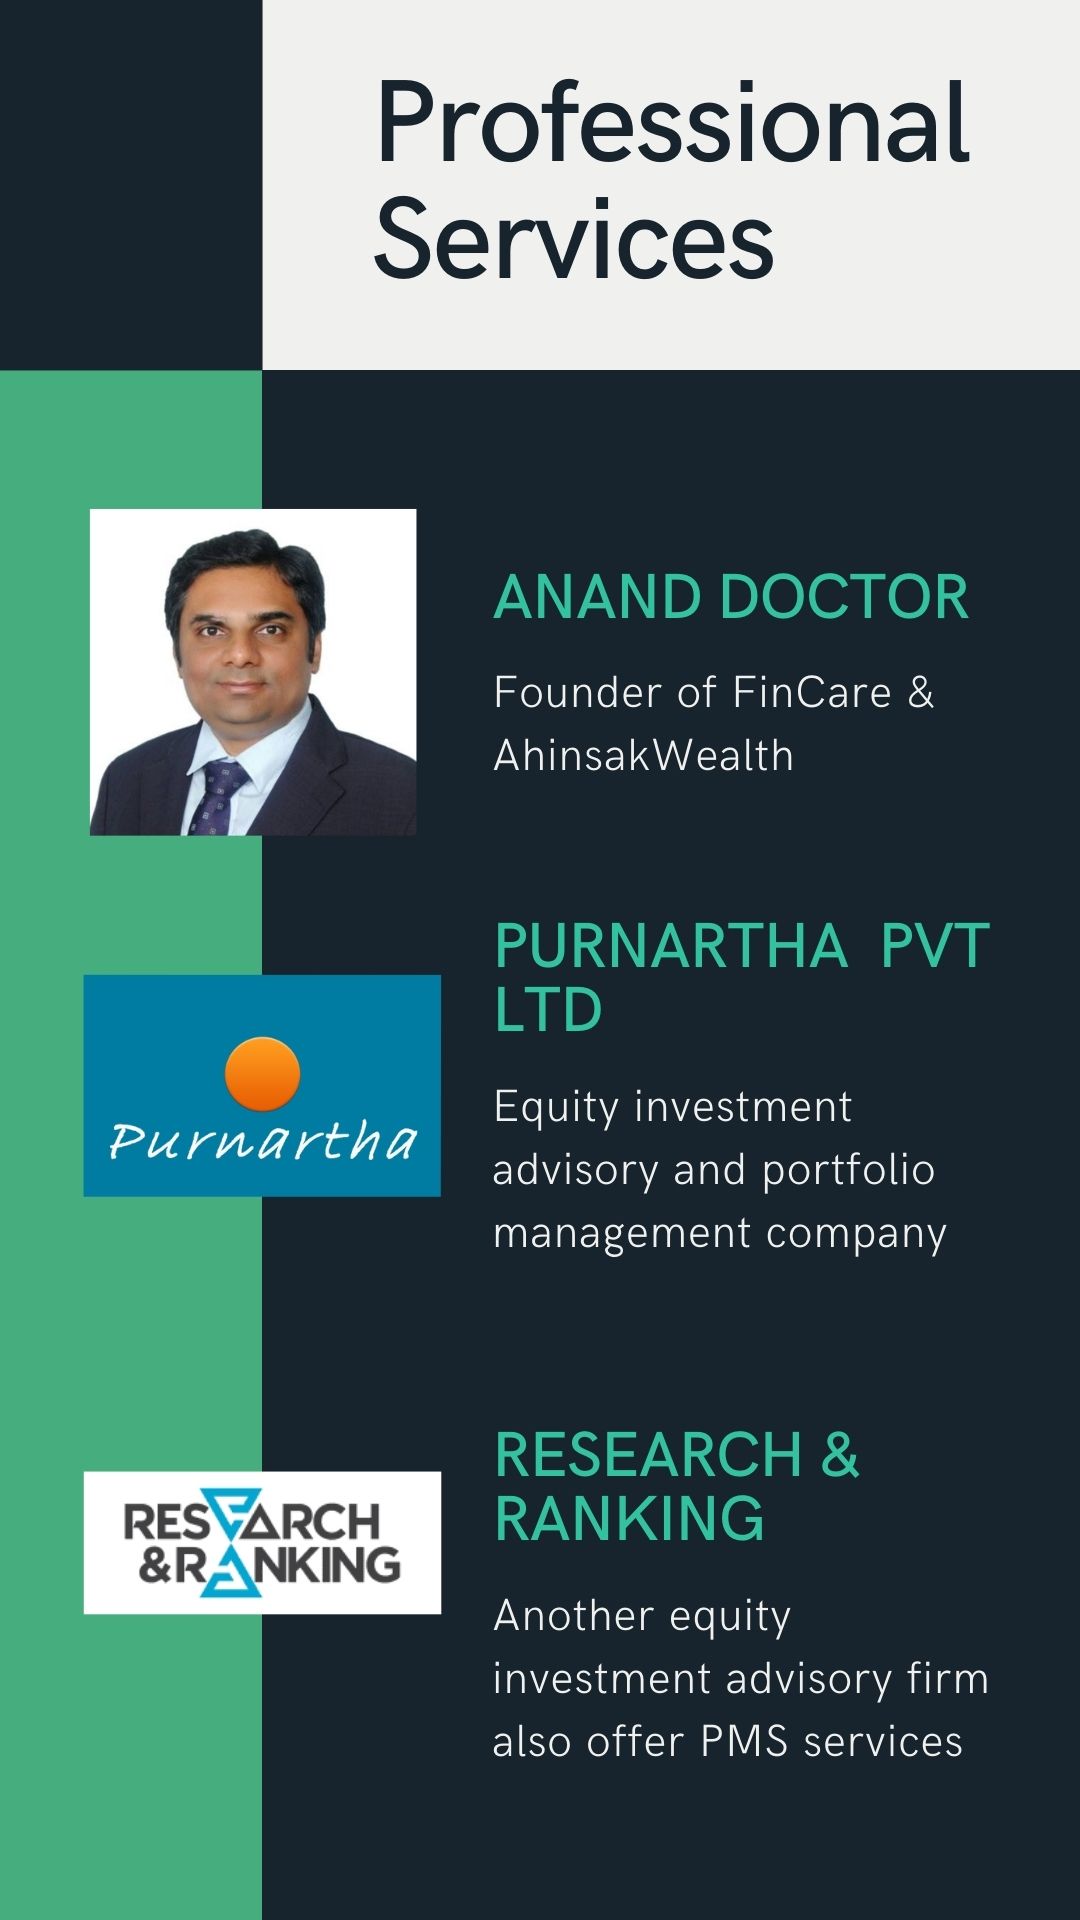 Professional
Services
ANAND DOCTOR
Founder of FinCare &
AhinsakWealth
PURNARTHA  PVT
LTD
Purnartha
Equity investment
advisory and portfolio
management company
RESEARCH &
RANKING
RESEARCH
&RANKING
Another equity
investment advisory firm
also offer PMS services